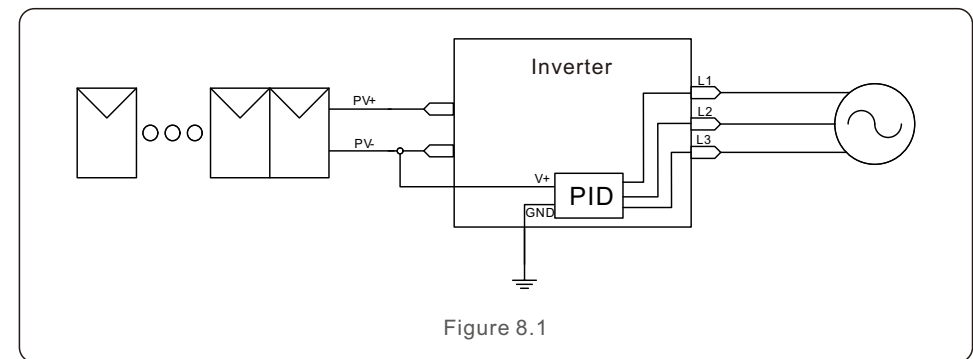 Inverter
L1
PV+
L2
PV-
L3
V+
PID
GND
Figure 8.1